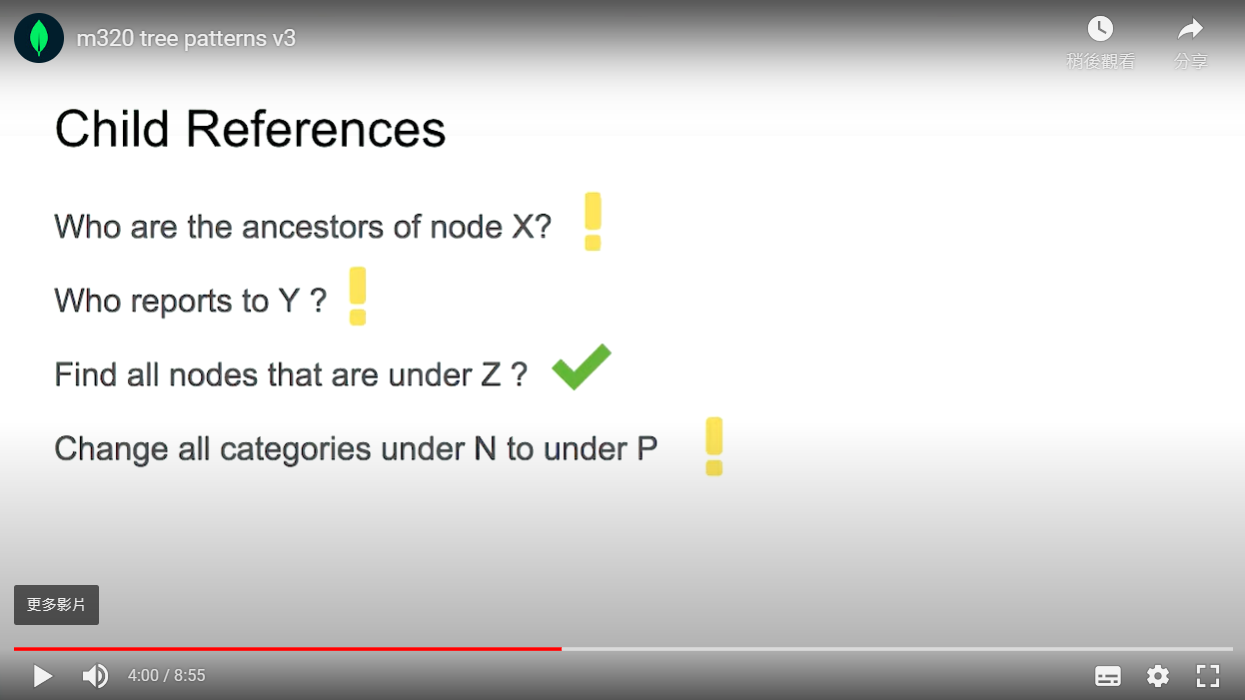 m320 tree patterns v3
稍後觀看
分享
Child References
Who are the ancestors of node X?
Who reports to Y ?
Find all nodes that are under Z ?
Change all categories under N to under P
更多影片
4:00 / 8:55